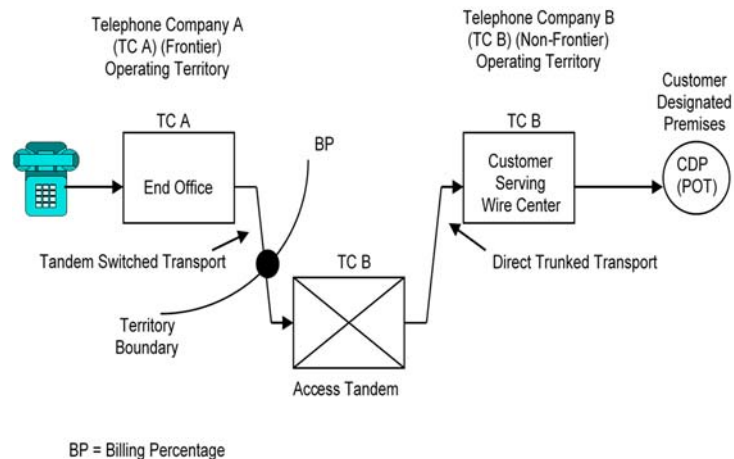 Telephone Company A
(TC A) (Frontier)
Operating Territory
Telephone Company B
(TC B) (Non-Frontier)
Operating Territory
Customer
Designated
Premises
TC A
BP
TC B
End Office
Customer
Serving
Wire Center
CDP
(POT)
Tandem Switched Transport
TC B
Direct Trunked Transport
Territory
Boundary
Access Tandem
BP = Billing Percentage